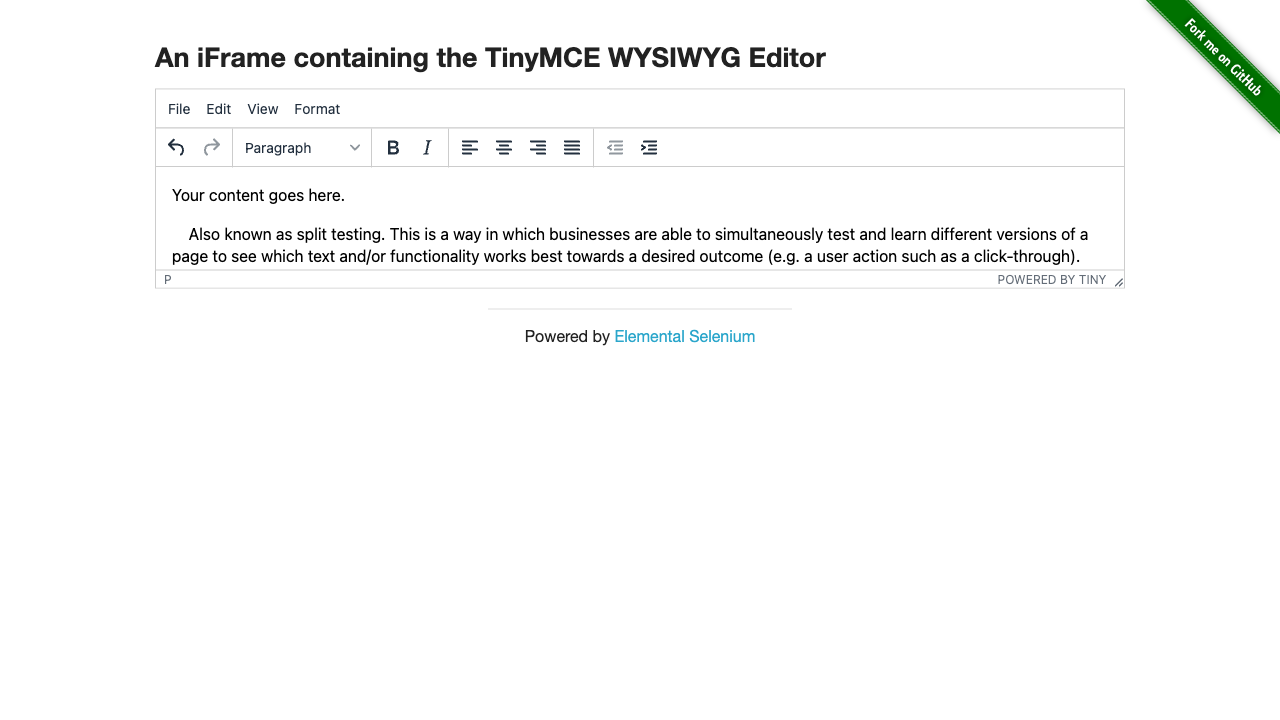 Fork me on GitHub
An iFrame containing the TinyMCE WYSIWYG Editor
File Edit View Format
Paragraph B I
Your content goes here.
Also known as split testing. This is a way in which businesses are able to simultaneously test and learn different versions of a
page to see which text and/or functionality works best towards a desired outcome (e.g. a user action such as a click-through).
P POWERED BY TINY
Powered by Elemental Selenium